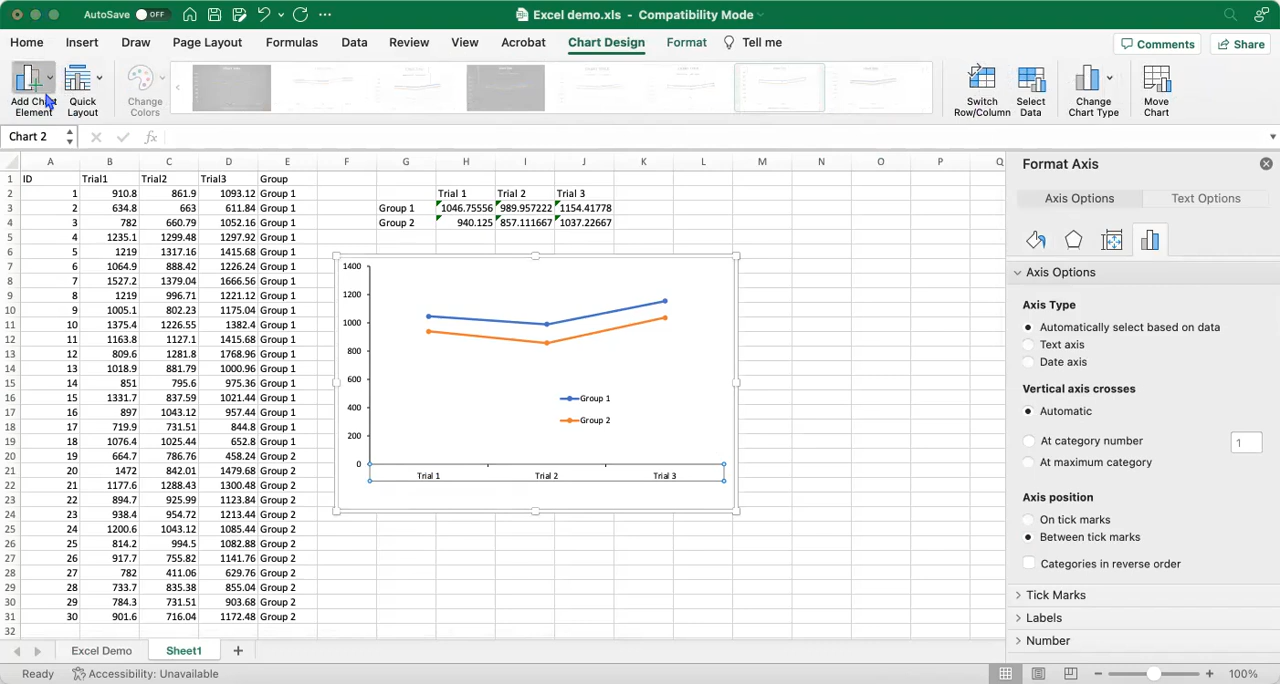 AutoSave OFF Excel demo.xls - Compatibility Mode
Home Insert Draw Page Layout Formulas Data Review View Acrobat Chart Design Format Tell me Comments Share
Add Chart Element Quick Layout Change Colors Switch Row/Column Select Data Change Chart Type Move Chart
Chart 2 fx
A B C D E F G H I J K L M N O P Q
1 ID Trial1 Trial2 Trial3 Group
2 1 910.8 861.9 1093.12 Group 1 Trial 1 Trial 2 Trial 3
3 2 634.8 663 611.84 Group 1 Group 1 1046.75556 989.957222 1154.41778
4 3 782 660.79 1052.16 Group 1 Group 2 940.125 857.111667 1037.22667
5 4 1235.1 1299.48 1297.92 Group 1
6 5 1219 1317.16 1415.68 Group 1
7 6 1064.9 888.42 1226.24 Group 1
8 7 1527.2 1379.04 1666.56 Group 1
9 8 1219 996.71 1221.12 Group 1
10 9 1005.1 802.23 1175.04 Group 1
11 10 1375.4 1226.55 1382.4 Group 1
12 11 1163.8 1127.1 1415.68 Group 1
13 12 809.6 1281.8 1768.96 Group 1
14 13 1018.9 881.79 1000.96 Group 1
15 14 851 795.6 975.36 Group 1
16 15 1331.7 837.59 1021.44 Group 1
17 16 897 1043.12 957.44 Group 1
18 17 719.9 731.51 844.8 Group 1
19 18 1076.4 1025.44 652.8 Group 1
20 19 664.7 786.76 458.24 Group 2
21 20 1472 842.01 1479.68 Group 2
22 21 1177.6 1288.43 1300.48 Group 2
23 22 894.7 925.99 1123.84 Group 2
24 23 938.4 954.72 1213.44 Group 2
25 24 1200.6 1043.12 1085.44 Group 2
26 25 814.2 994.5 1082.88 Group 2
27 26 917.7 755.82 1141.76 Group 2
28 27 782 411.06 629.76 Group 2
29 28 733.7 835.38 855.04 Group 2
30 29 784.3 731.51 903.68 Group 2
31 30 901.6 716.04 1172.48 Group 2
32
1400
1200
1000
800
600
400
200
0
Group 1
Group 2
Trial 1 Trial 2 Trial 3
Format Axis
Axis Options Text Options
Axis Options
Axis Type
Automatically select based on data
Text axis
Date axis
Vertical axis crosses
Automatic
At category number 1
At maximum category
Axis position
On tick marks
Between tick marks
Categories in reverse order
Tick Marks
Labels
Number
Excel Demo Sheet1 +
Ready Accessibility: Unavailable 100%